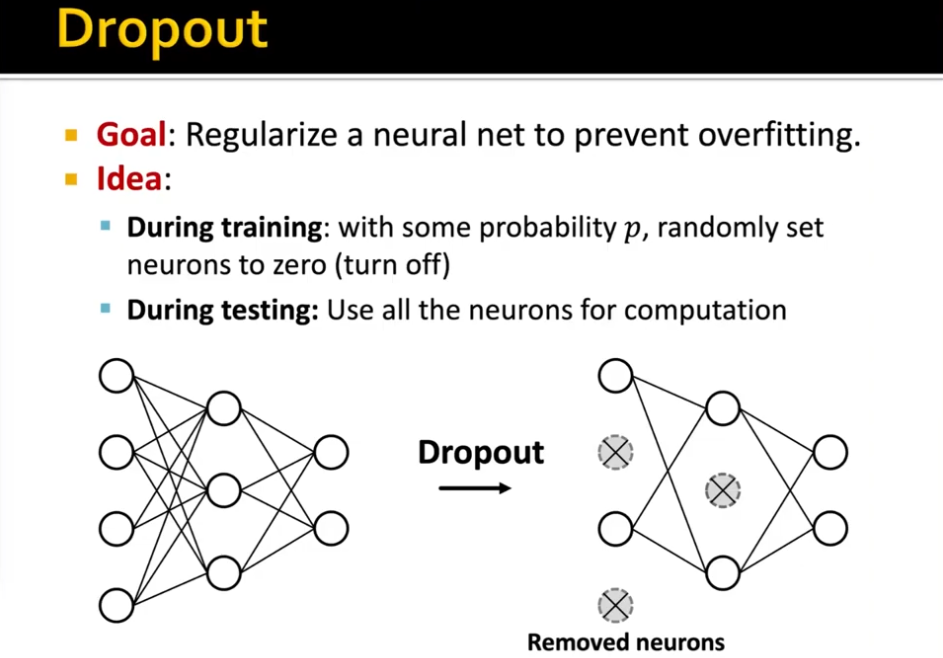 Dropout
Goal: Regularize a neural net to prevent overfitting.
Idea:
During training: with some probability p, randomly set
neurons to zero (turn off)
During testing: Use all the neurons for computation
Dropout
Removed neurons